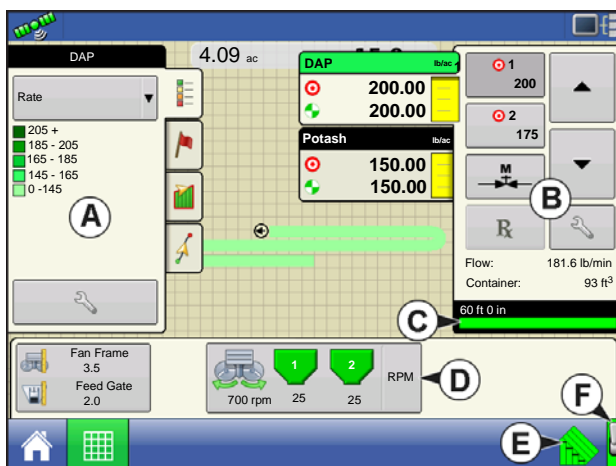 DAP
4.09 ac
Rate
205 +
185 - 205
165 - 185
145 - 165
0 -145
A
DAP lb/ac
200.00
200.00
Potash lb/ac
150.00
150.00
1
200
2
175
M
B
Rx
Flow: 181.6 lb/min
Container: 93 ft³
60 ft 0 in
C
Fan Frame
3.5
Feed Gate
2.0
700 rpm
1
25
2
25
RPM
D
E
F